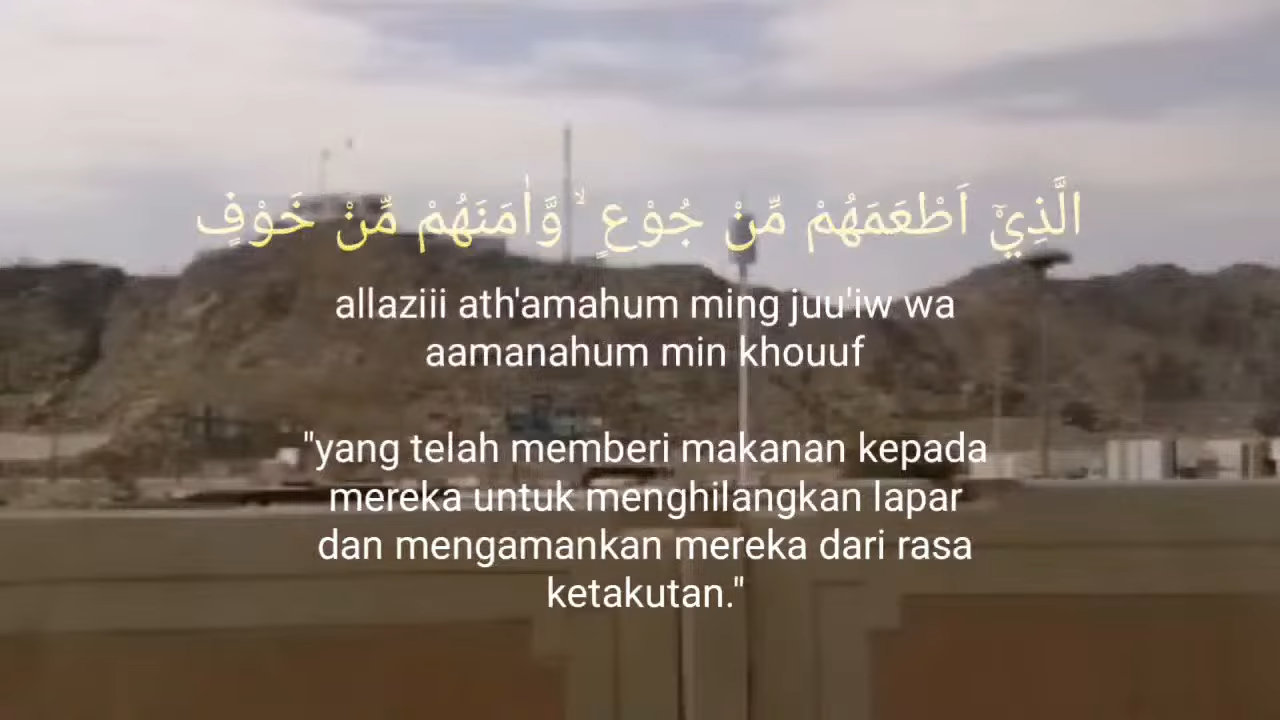 الَّذِيْٓ اَطْعَمَهُمْ مِّنْ جُوْعٍ ۙ وَّاٰمَنَهُمْ مِّنْ خَوْفٍ
allaziii ath'amahum ming juu'iw wa
aamanahum min khouuf
"yang telah memberi makanan kepada
mereka untuk menghilangkan lapar
dan mengamankan mereka dari rasa
ketakutan."